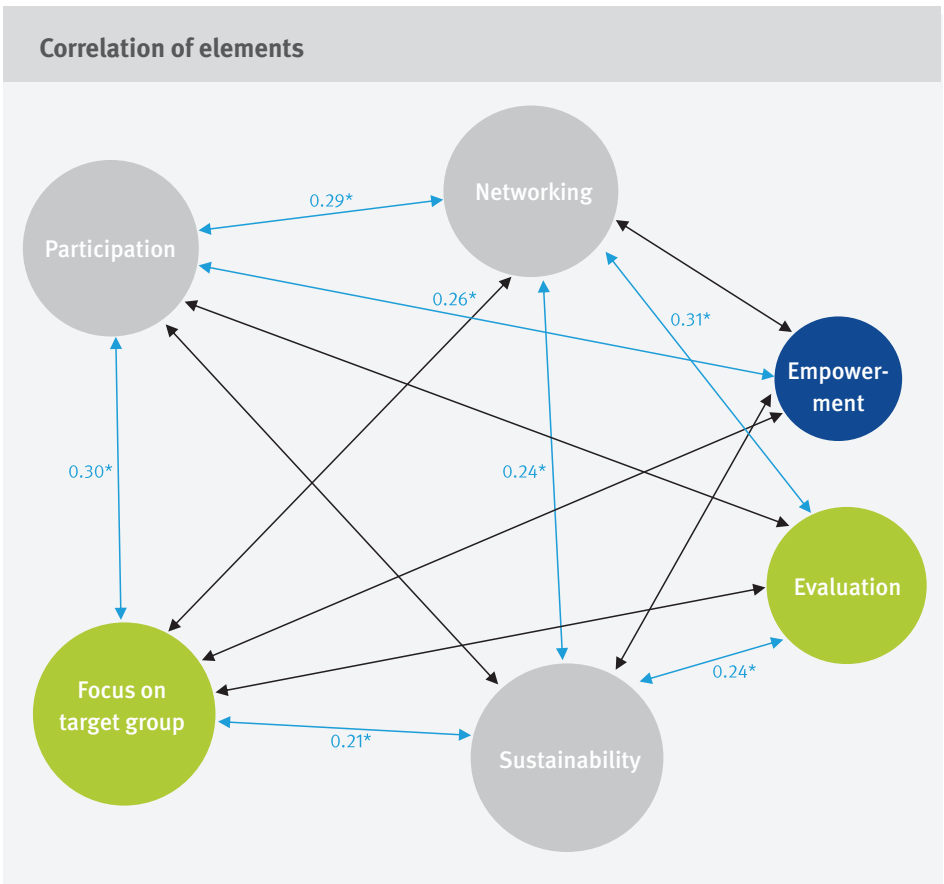 Correlation of elements
Networking
0.29*
Participation
0.26*
0.31*
Empower-
ment
0.30*
0.24*
Evaluation
Focus on
target group
0.24*
0.21*
Sustainability